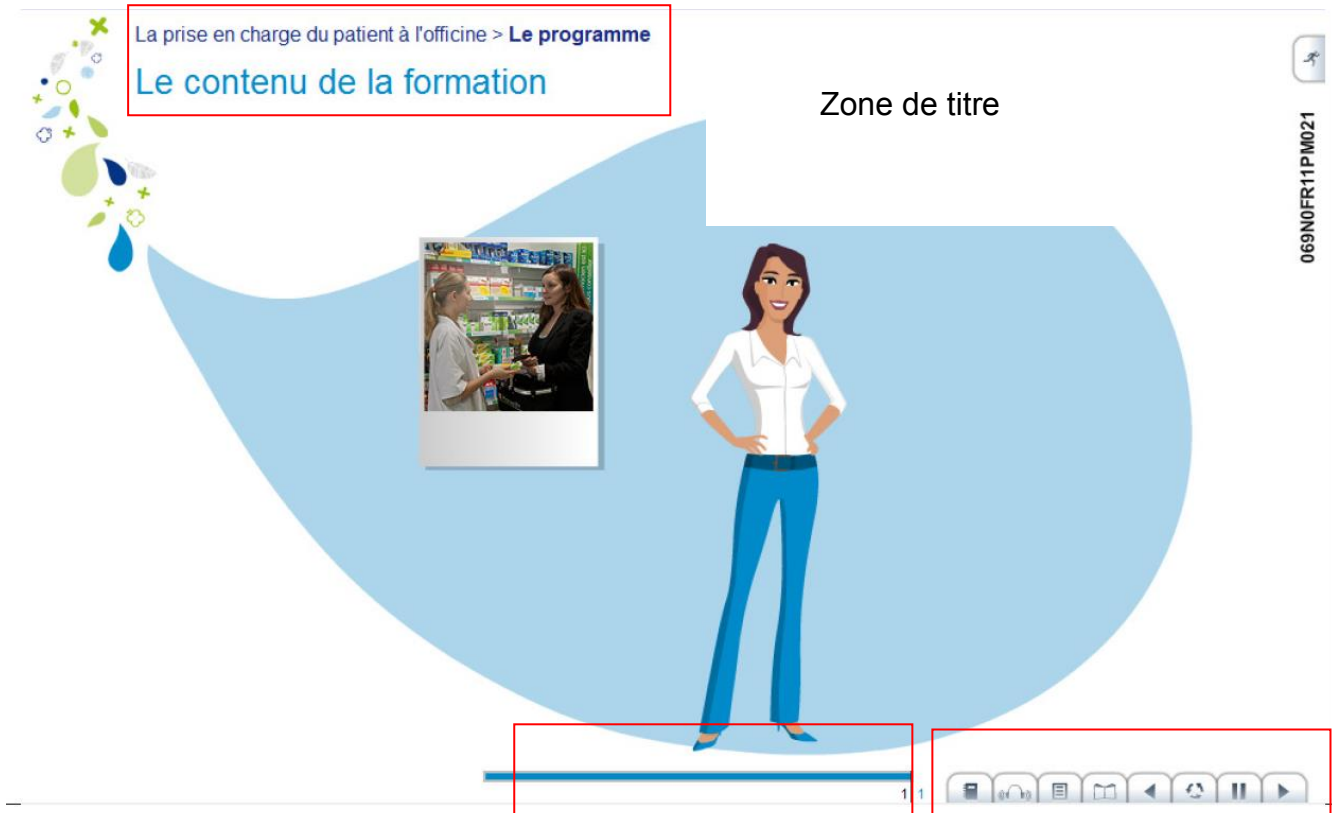 La prise en charge du patient à l'officine > Le programme
Le contenu de la formation
Zone de titre
069N0FR11PM021
1 1